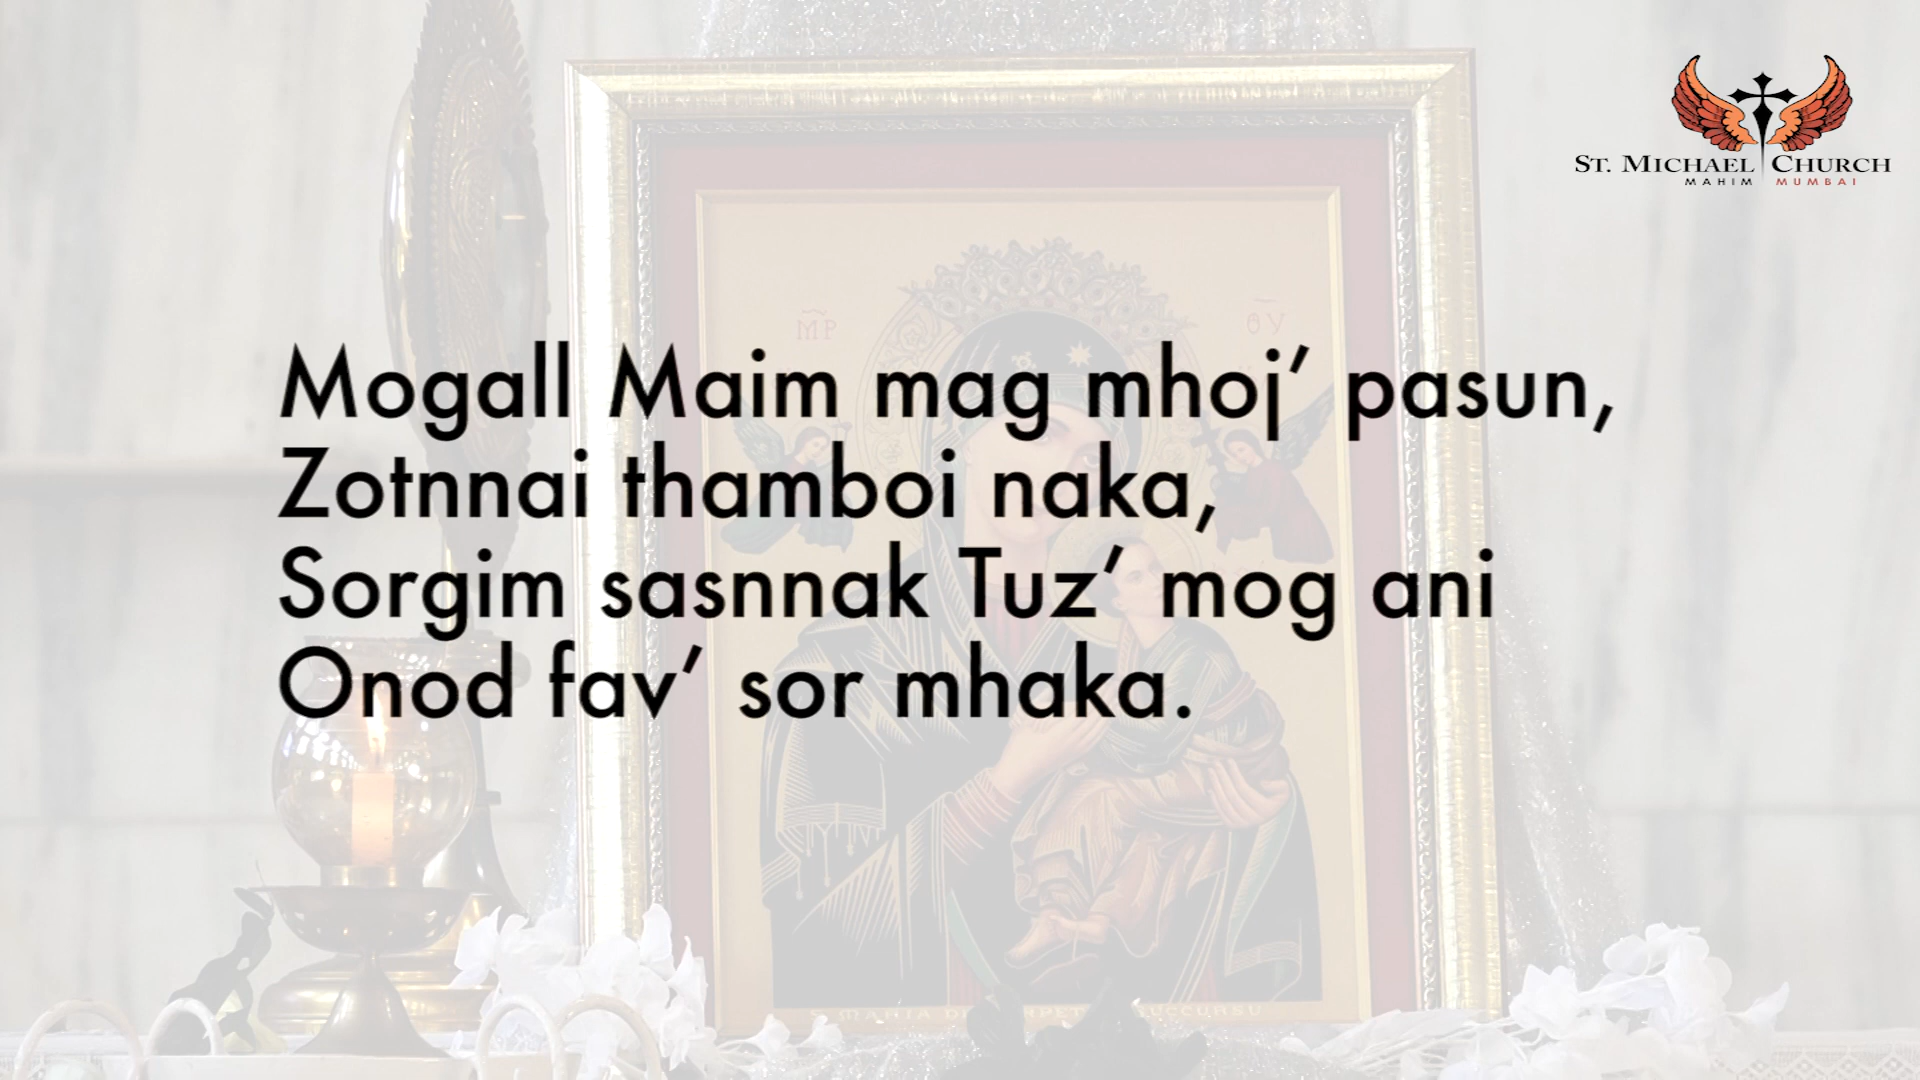 ST. MICHAEL CHURCH
MAHIM MUMBAI
M̃P
ΘΥ
Mogall Maim mag mhoj’ pasun,
Zotnnai thamboi naka,
Sorgim sasnnak Tuz’ mog ani
Onod fav’ sor mhaka.